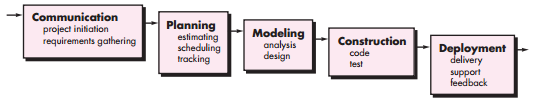 Communication
project initiation
requirements gathering
Planning
estimating
scheduling
tracking
Modeling
analysis
design
Construction
code
test
Deployment
delivery
support
feedback